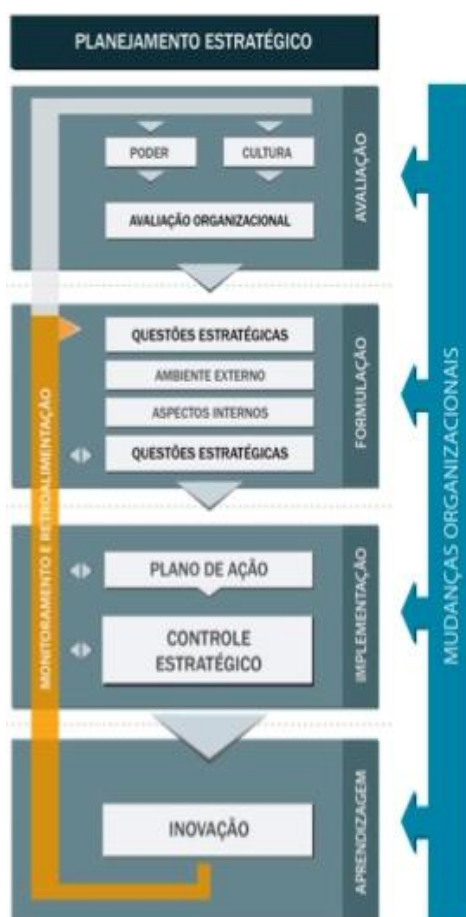 PLANEJAMENTO ESTRATÉGICO
PODER
CULTURA
AVALIAÇÃO ORGANIZACIONAL
AVALIAÇÃO
QUESTÕES ESTRATÉGICAS
AMBIENTE EXTERNO
ASPECTOS INTERNOS
QUESTÕES ESTRATÉGICAS
FORMULAÇÃO
PLANO DE AÇÃO
CONTROLE
ESTRATÉGICO
IMPLEMENTAÇÃO
INOVAÇÃO
APRENDIZAGEM
MONITORAMENTO E RETROALIMENTAÇÃO
MUDANÇAS ORGANIZACIONAIS